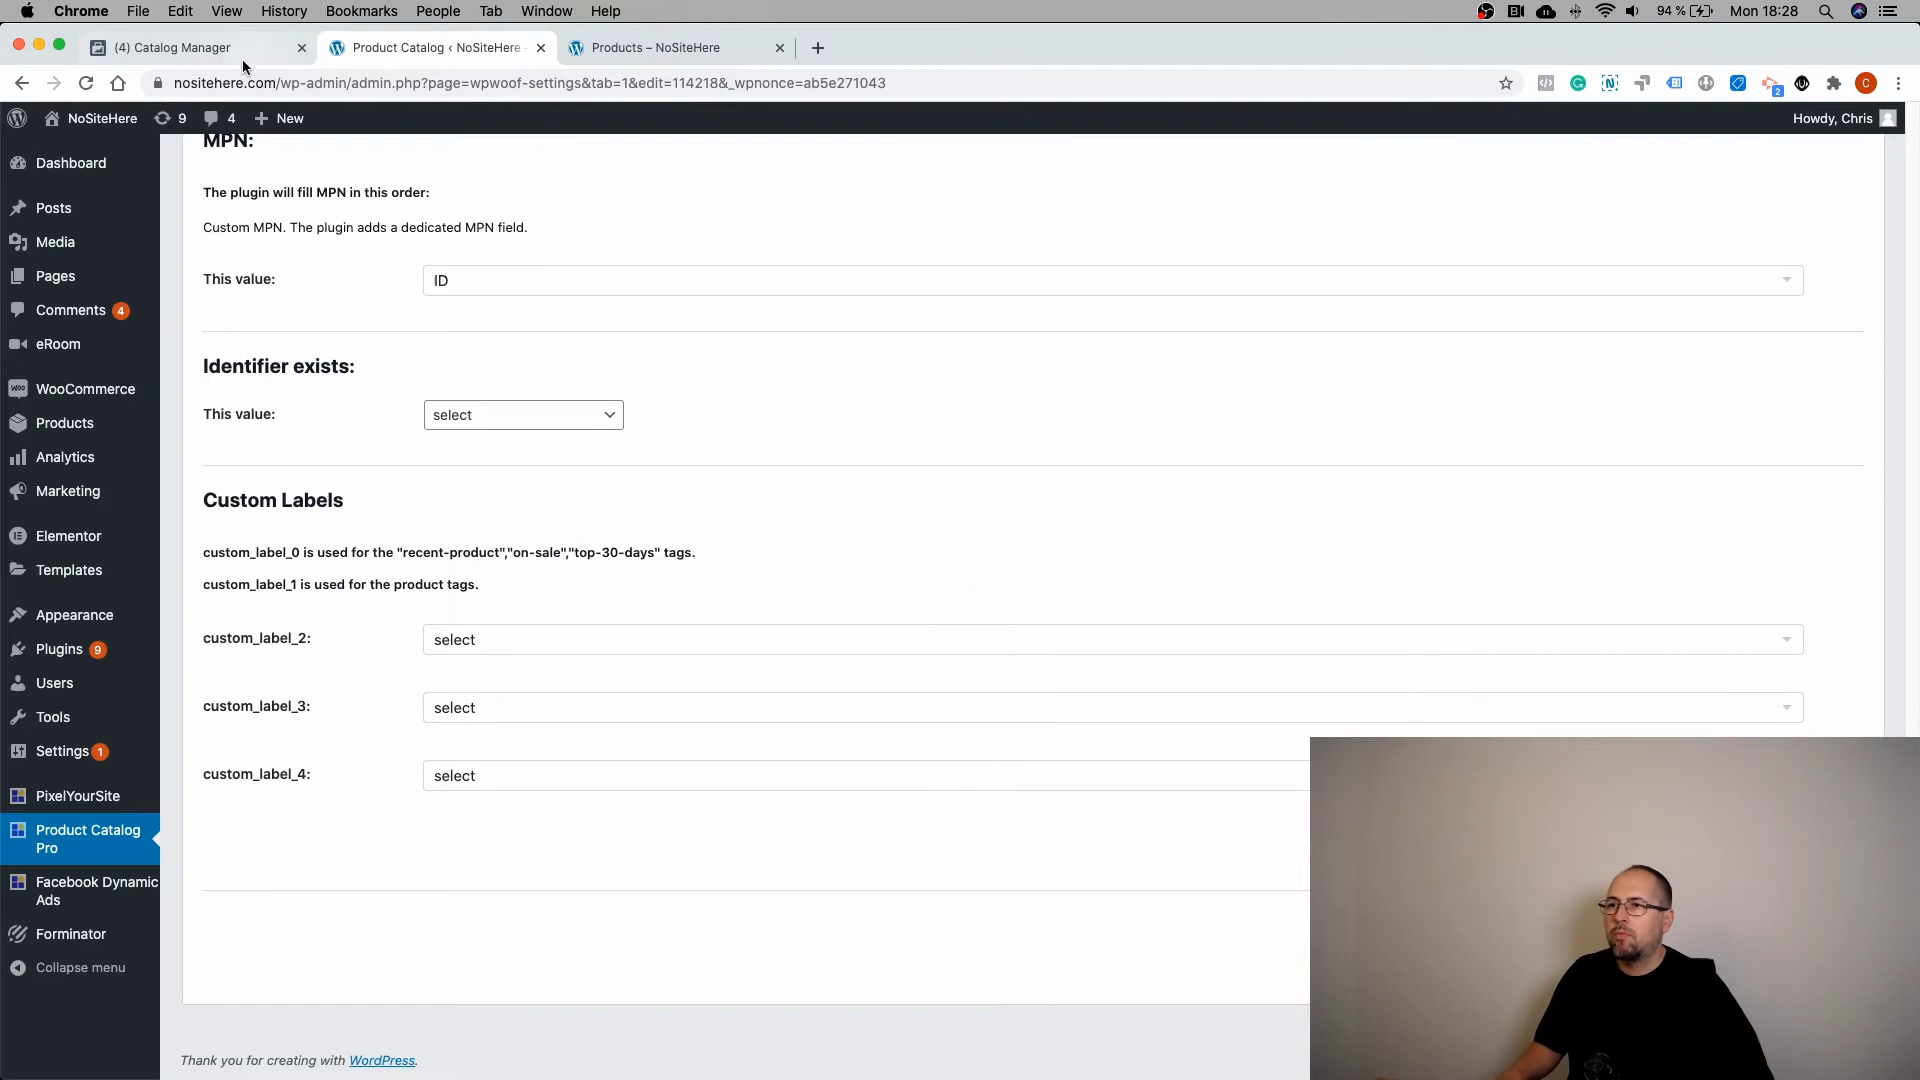 Chrome File Edit View History Bookmarks People Tab Window Help 94 % Mon 18:28
(4) Catalog Manager
Product Catalog ‹ NoSiteHere -
Products – NoSiteHere
nositehere.com/wp-admin/admin.php?page=wpwoof-settings&tab=1&edit=114218&_wpnonce=ab5e271043
2
C
NoSiteHere 9 4 New Howdy, Chris
Dashboard
Posts
Media
Pages
Comments 4
eRoom
WooCommerce
Products
Analytics
Marketing
Elementor
Templates
Appearance
Plugins 9
Users
Tools
Settings 1
PixelYourSite
Product Catalog
Pro
Facebook Dynamic
Ads
Forminator
Collapse menu
MPN:
The plugin will fill MPN in this order:
Custom MPN. The plugin adds a dedicated MPN field.
This value: ID
Identifier exists:
This value: select
Custom Labels
custom_label_0 is used for the "recent-product","on-sale","top-30-days" tags.
custom_label_1 is used for the product tags.
custom_label_2: select
custom_label_3: select
custom_label_4: select
Thank you for creating with WordPress.